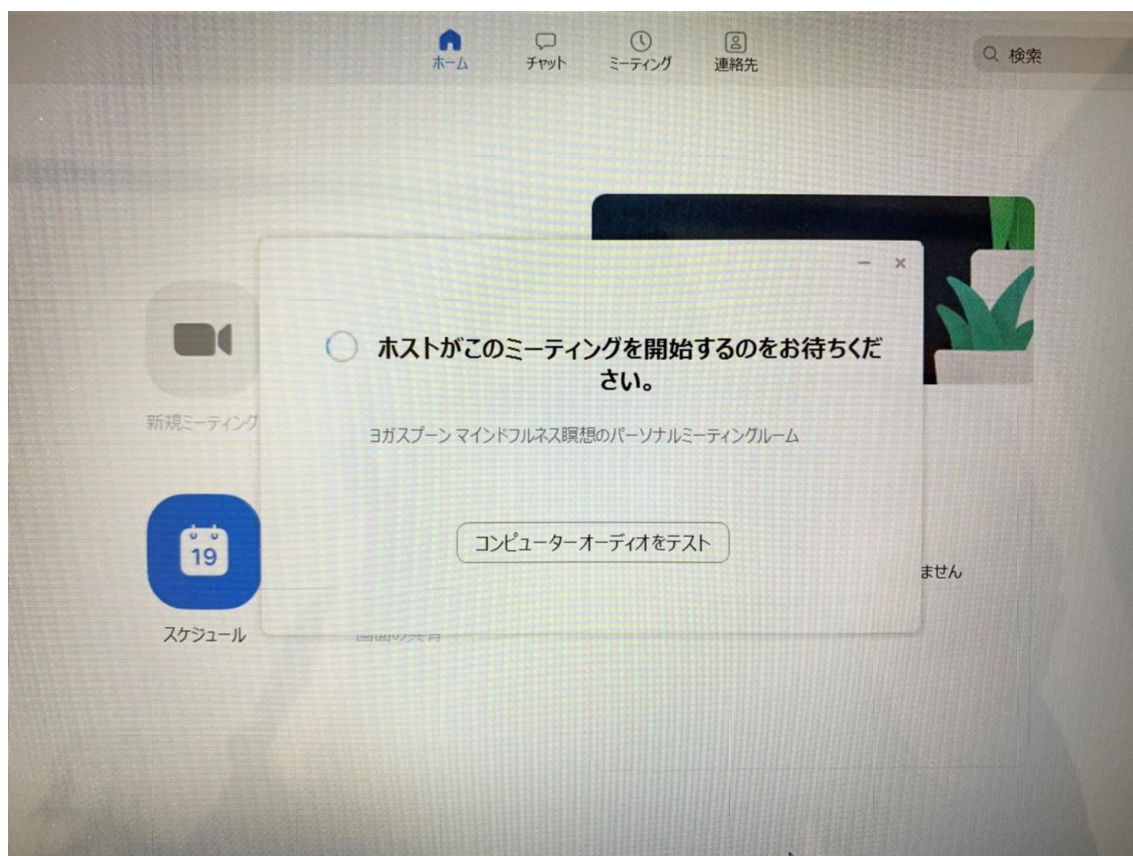 ホーム
チャット
ミーティング
連絡先
検索
ホストがこのミーティングを開始するのをお待ちくだ
さい。
新規ミーティング
ヨガスプーン マインドフルネス瞑想のパーソナルミーティングルーム
19
コンピューターオーディオをテスト
ません
スケジュール
画面の共有